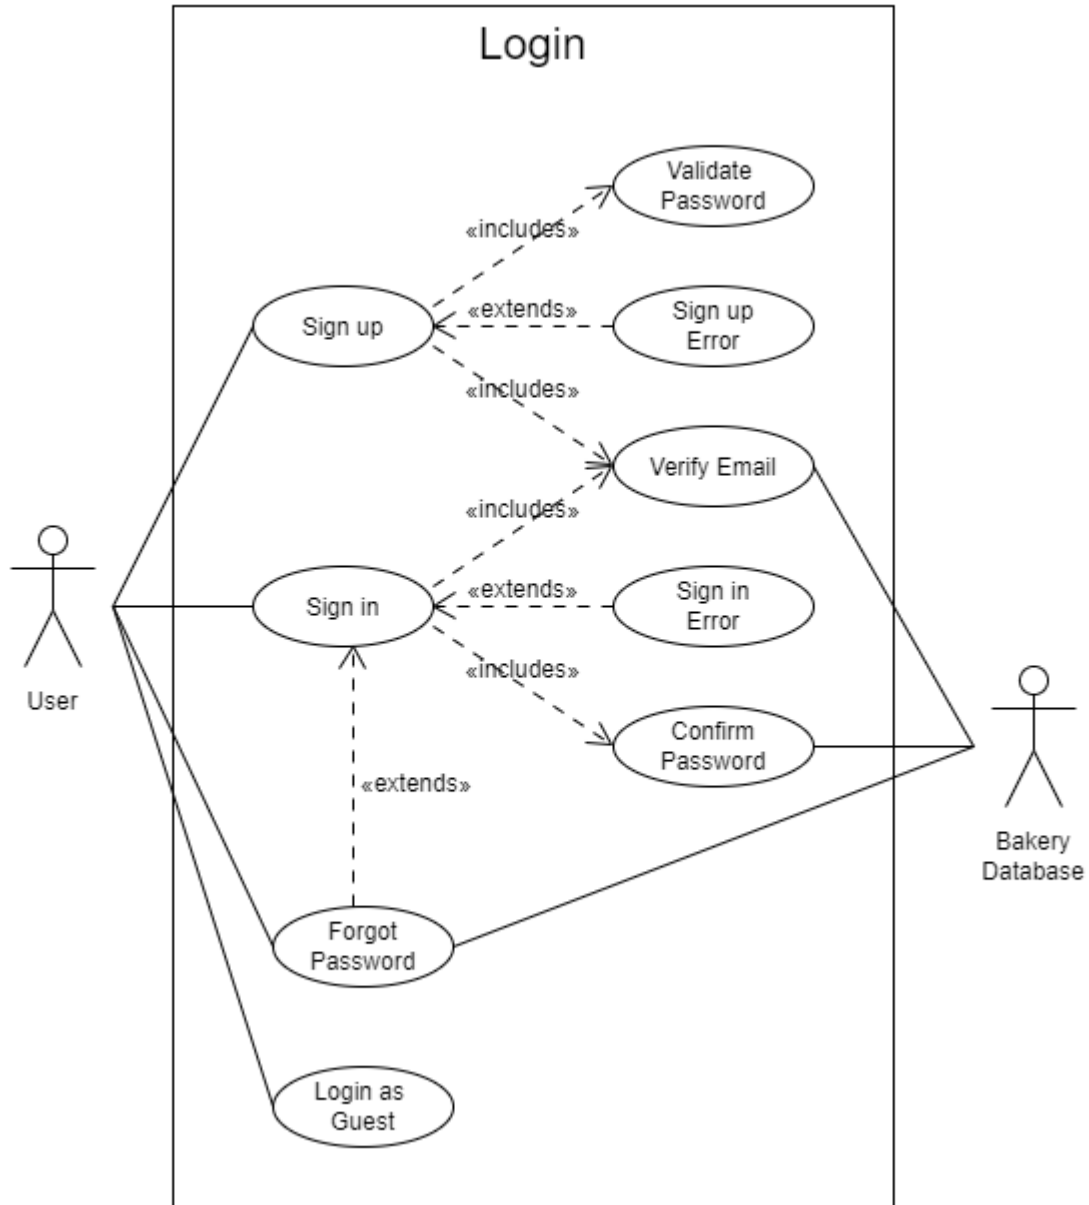 Login
Validate
Password
«includes»
Sign up
«extends»
Sign up
Error
«includes»
Verify Email
«includes»
Sign in
«extends»
Sign in
Error
«includes»
User
Confirm
Password
«extends»
Bakery
Database
Forgot
Password
Login as
Guest